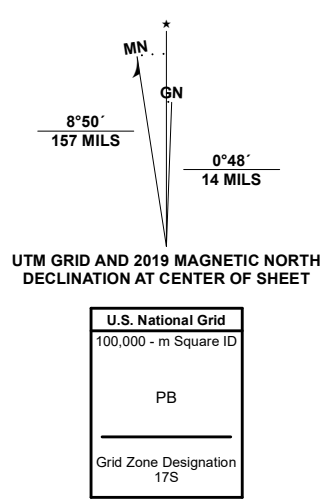 ★
MN
GN
8°50´
157 MILS
0°48´
14 MILS
UTM GRID AND 2019 MAGNETIC NORTH
DECLINATION AT CENTER OF SHEET
U.S. National Grid
100,000 - m Square ID
PB
Grid Zone Designation
17S